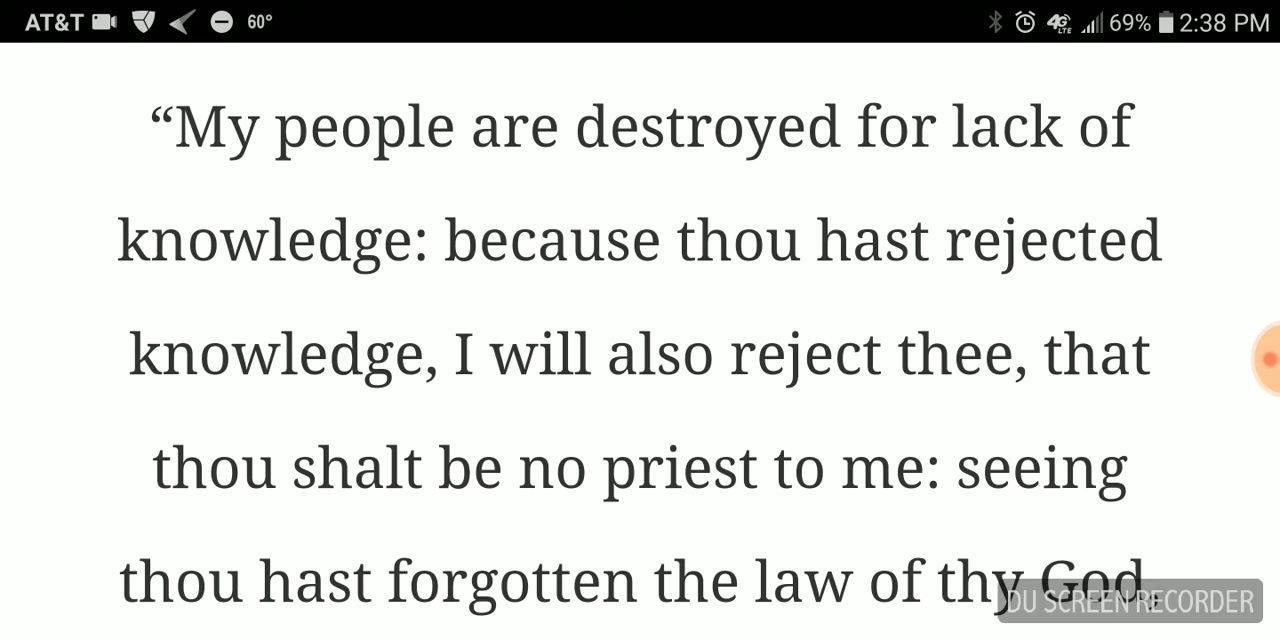 AT&T 60° 4G LTE 69% 2:38 PM
“My people are destroyed for lack of
knowledge: because thou hast rejected
knowledge, I will also reject thee, that
thou shalt be no priest to me: seeing
thou hast forgotten the law of thy God,
DU SCREEN RECORDER